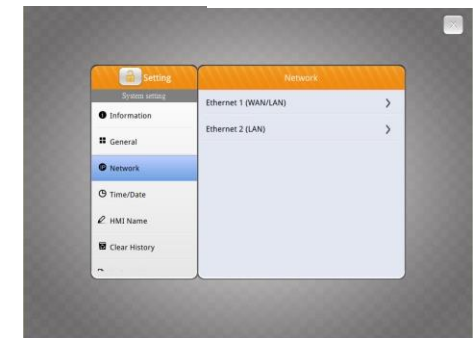 Setting
System setting
Information
General
Network
Time/Date
HMI Name
Clear History
Network
Ethernet 1 (WAN/LAN)
Ethernet 2 (LAN)